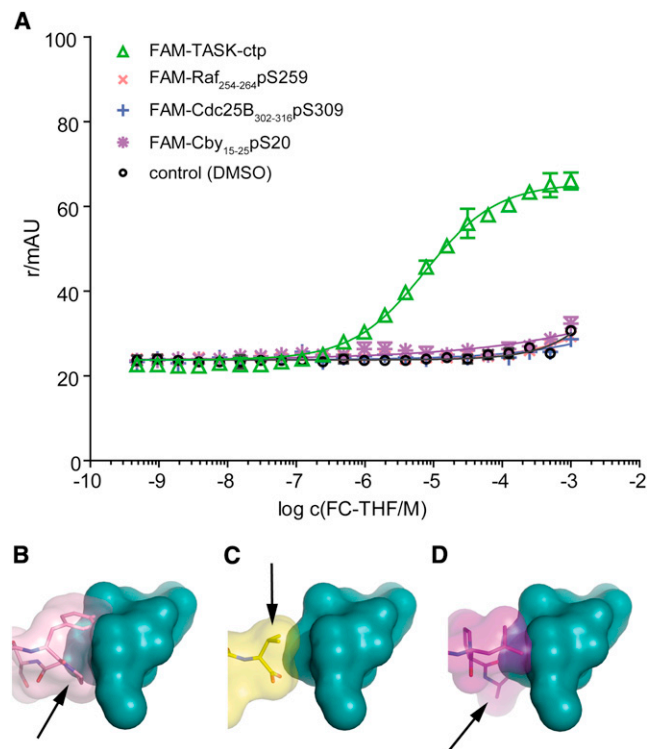 A
100
80
60
40
20
0
r/mAU
FAM-TASK-ctp
FAM-Raf254-264pS259
FAM-Cdc25B302-316pS309
FAM-Cby15-25pS20
control (DMSO)
-10 -9 -8 -7 -6 -5 -4 -3 -2
log c(FC-THF/M)
B C D